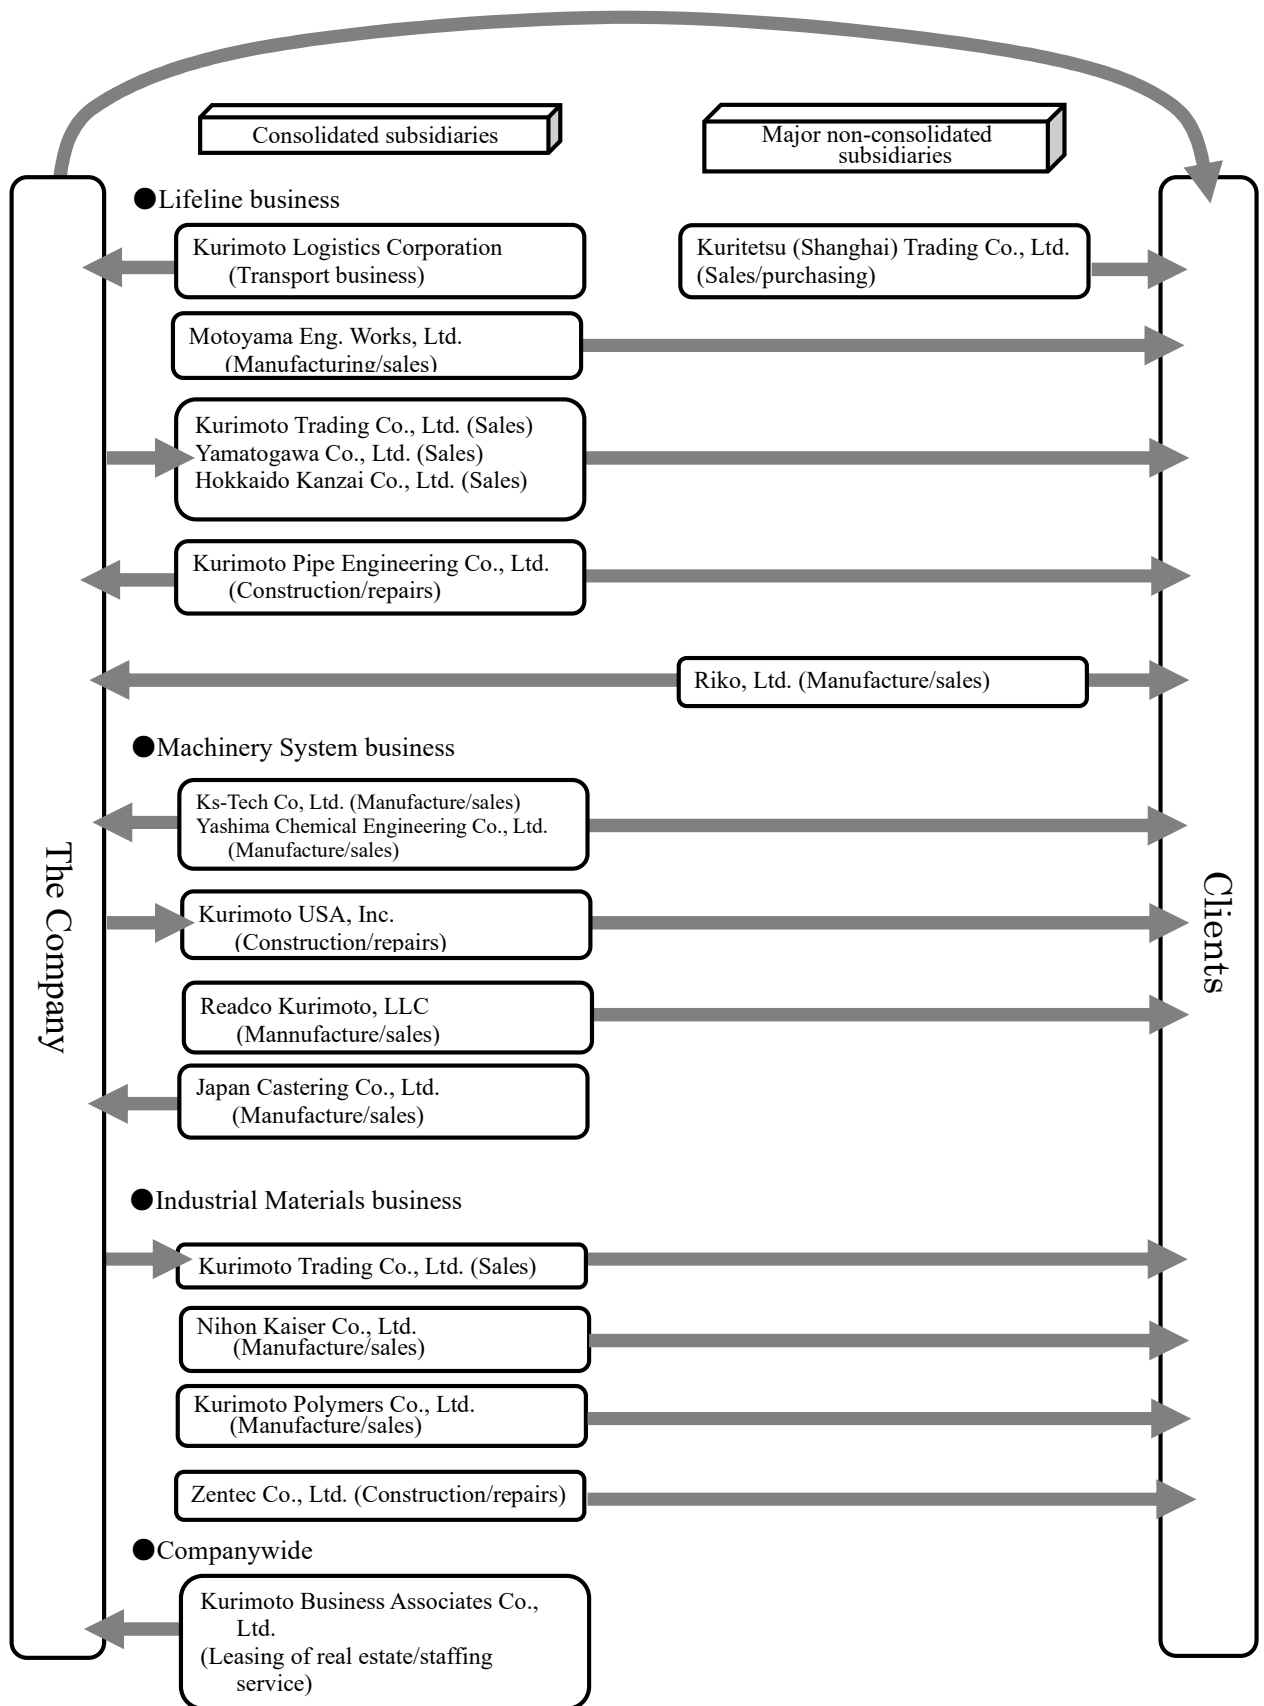 Consolidated subsidiaries
Major non-consolidated
subsidiaries
●Lifeline business
Kurimoto Logistics Corporation
(Transport business)
Kuritetsu (Shanghai) Trading Co., Ltd.
(Sales/purchasing)
Motoyama Eng. Works, Ltd.
(Manufacturing/sales)
Kurimoto Trading Co., Ltd. (Sales)
Yamatogawa Co., Ltd. (Sales)
Hokkaido Kanzai Co., Ltd. (Sales)
Kurimoto Pipe Engineering Co., Ltd.
(Construction/repairs)
Riko, Ltd. (Manufacture/sales)
●Machinery System business
Ks-Tech Co, Ltd. (Manufacture/sales)
Yashima Chemical Engineering Co., Ltd.
(Manufacture/sales)
The Company
Clients
Kurimoto USA, Inc.
(Construction/repairs)
Readco Kurimoto, LLC
(Mannufacture/sales)
Japan Castering Co., Ltd.
(Manufacture/sales)
●Industrial Materials business
Kurimoto Trading Co., Ltd. (Sales)
Nihon Kaiser Co., Ltd.
(Manufacture/sales)
Kurimoto Polymers Co., Ltd.
(Manufacture/sales)
Zentec Co., Ltd. (Construction/repairs)
●Companywide
Kurimoto Business Associates Co.,
Ltd.
(Leasing of real estate/staffing
service)